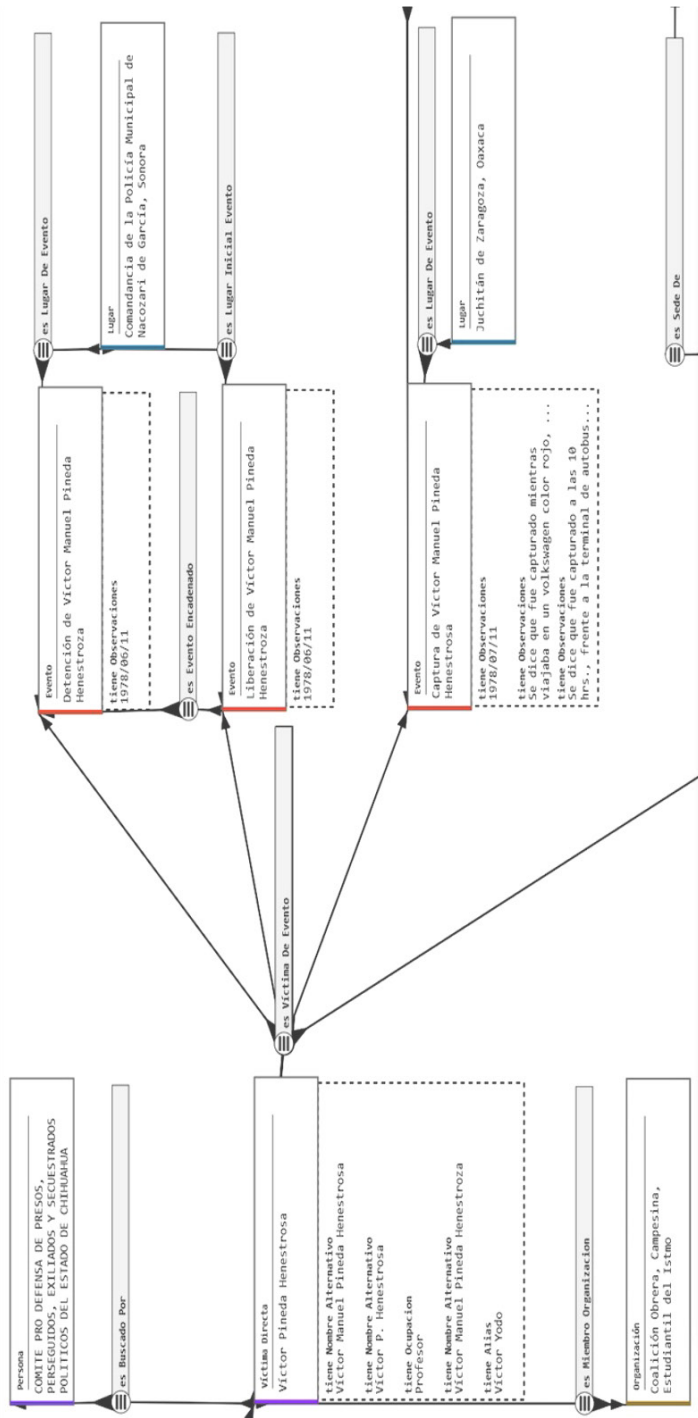 Persona
COMITE PRO DEFENSA DE PRESOS,
PERSEGUIDOS, EXILIADOS Y SECUESTRADOS
POLITICOS DEL ESTADO DE CHIHUAHUA
es Buscado Por
Víctima Directa
Víctor Pineda Henestrosa
tiene Nombre Alternativo
Víctor Manuel Pineda Henestrosa
tiene Nombre Alternativo
Víctor P. Henestrosa
tiene Ocupacion
Profesor
tiene Nombre Alternativo
Víctor Manuel Pineda Henestroza
tiene Alias
Víctor Yodo
es Miembro Organizacion
Organización
Coalición Obrera, Campesina,
Estudiantil del Istmo
es Víctima De Evento
Evento
Detención de Víctor Manuel Pineda
Henestroza
tiene Observaciones
1978/06/11
es Evento Encadenado
Evento
Liberación de Víctor Manuel Pineda
Henestroza
tiene Observaciones
1978/06/11
Evento
Captura de Víctor Manuel Pineda
Henestrosa
tiene Observaciones
1978/07/11
tiene Observaciones
Se dice que fue capturado mientras
viajaba en un volkswagen color rojo, ...
tiene Observaciones
Se dice que fue capturado a las 10
hrs., frente a la terminal de autobus...
es Lugar De Evento
Lugar
Comandancia de la Policía Municipal de
Nacozari de García, Sonora
es Lugar Inicial Evento
es Lugar De Evento
Lugar
Juchitán de Zaragoza, Oaxaca
es Sede De